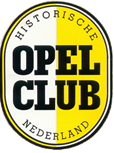 HISTORISCHE
OPEL
CLUB
NEDERLAND